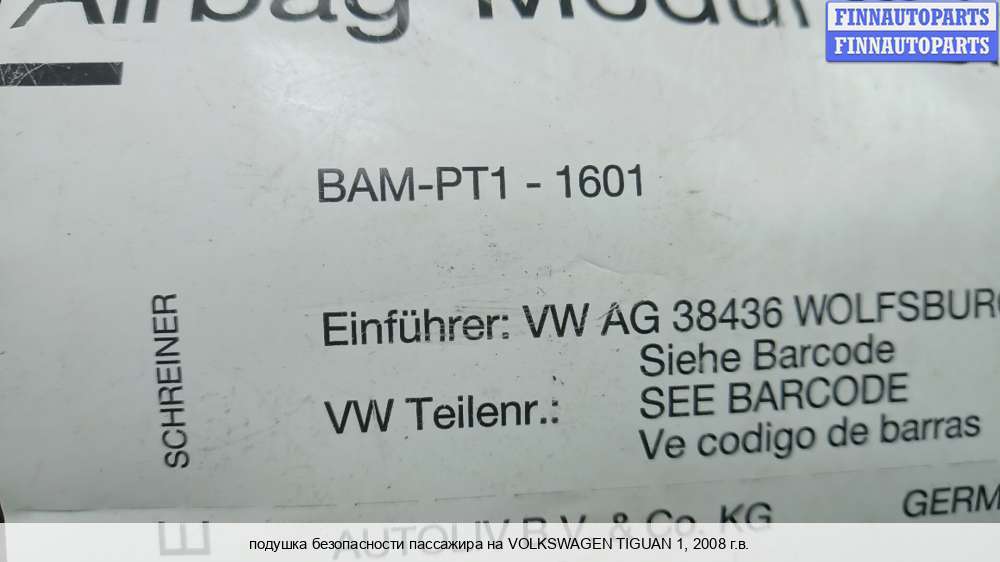 Airbag Modul
FINNAUTOPARTS
FINNAUTOPARTS
BAM-PT1 - 1601
SCHREINER
Einführer: VW AG 38436 WOLFSBURG
Siehe Barcode
VW Teilenr.:
SEE BARCODE
Ve codigo de barras
AUTOLIV B.V. & Co. KG
GERM
подушка безопасности пассажира на VOLKSWAGEN TIGUAN 1, 2008 г.в.